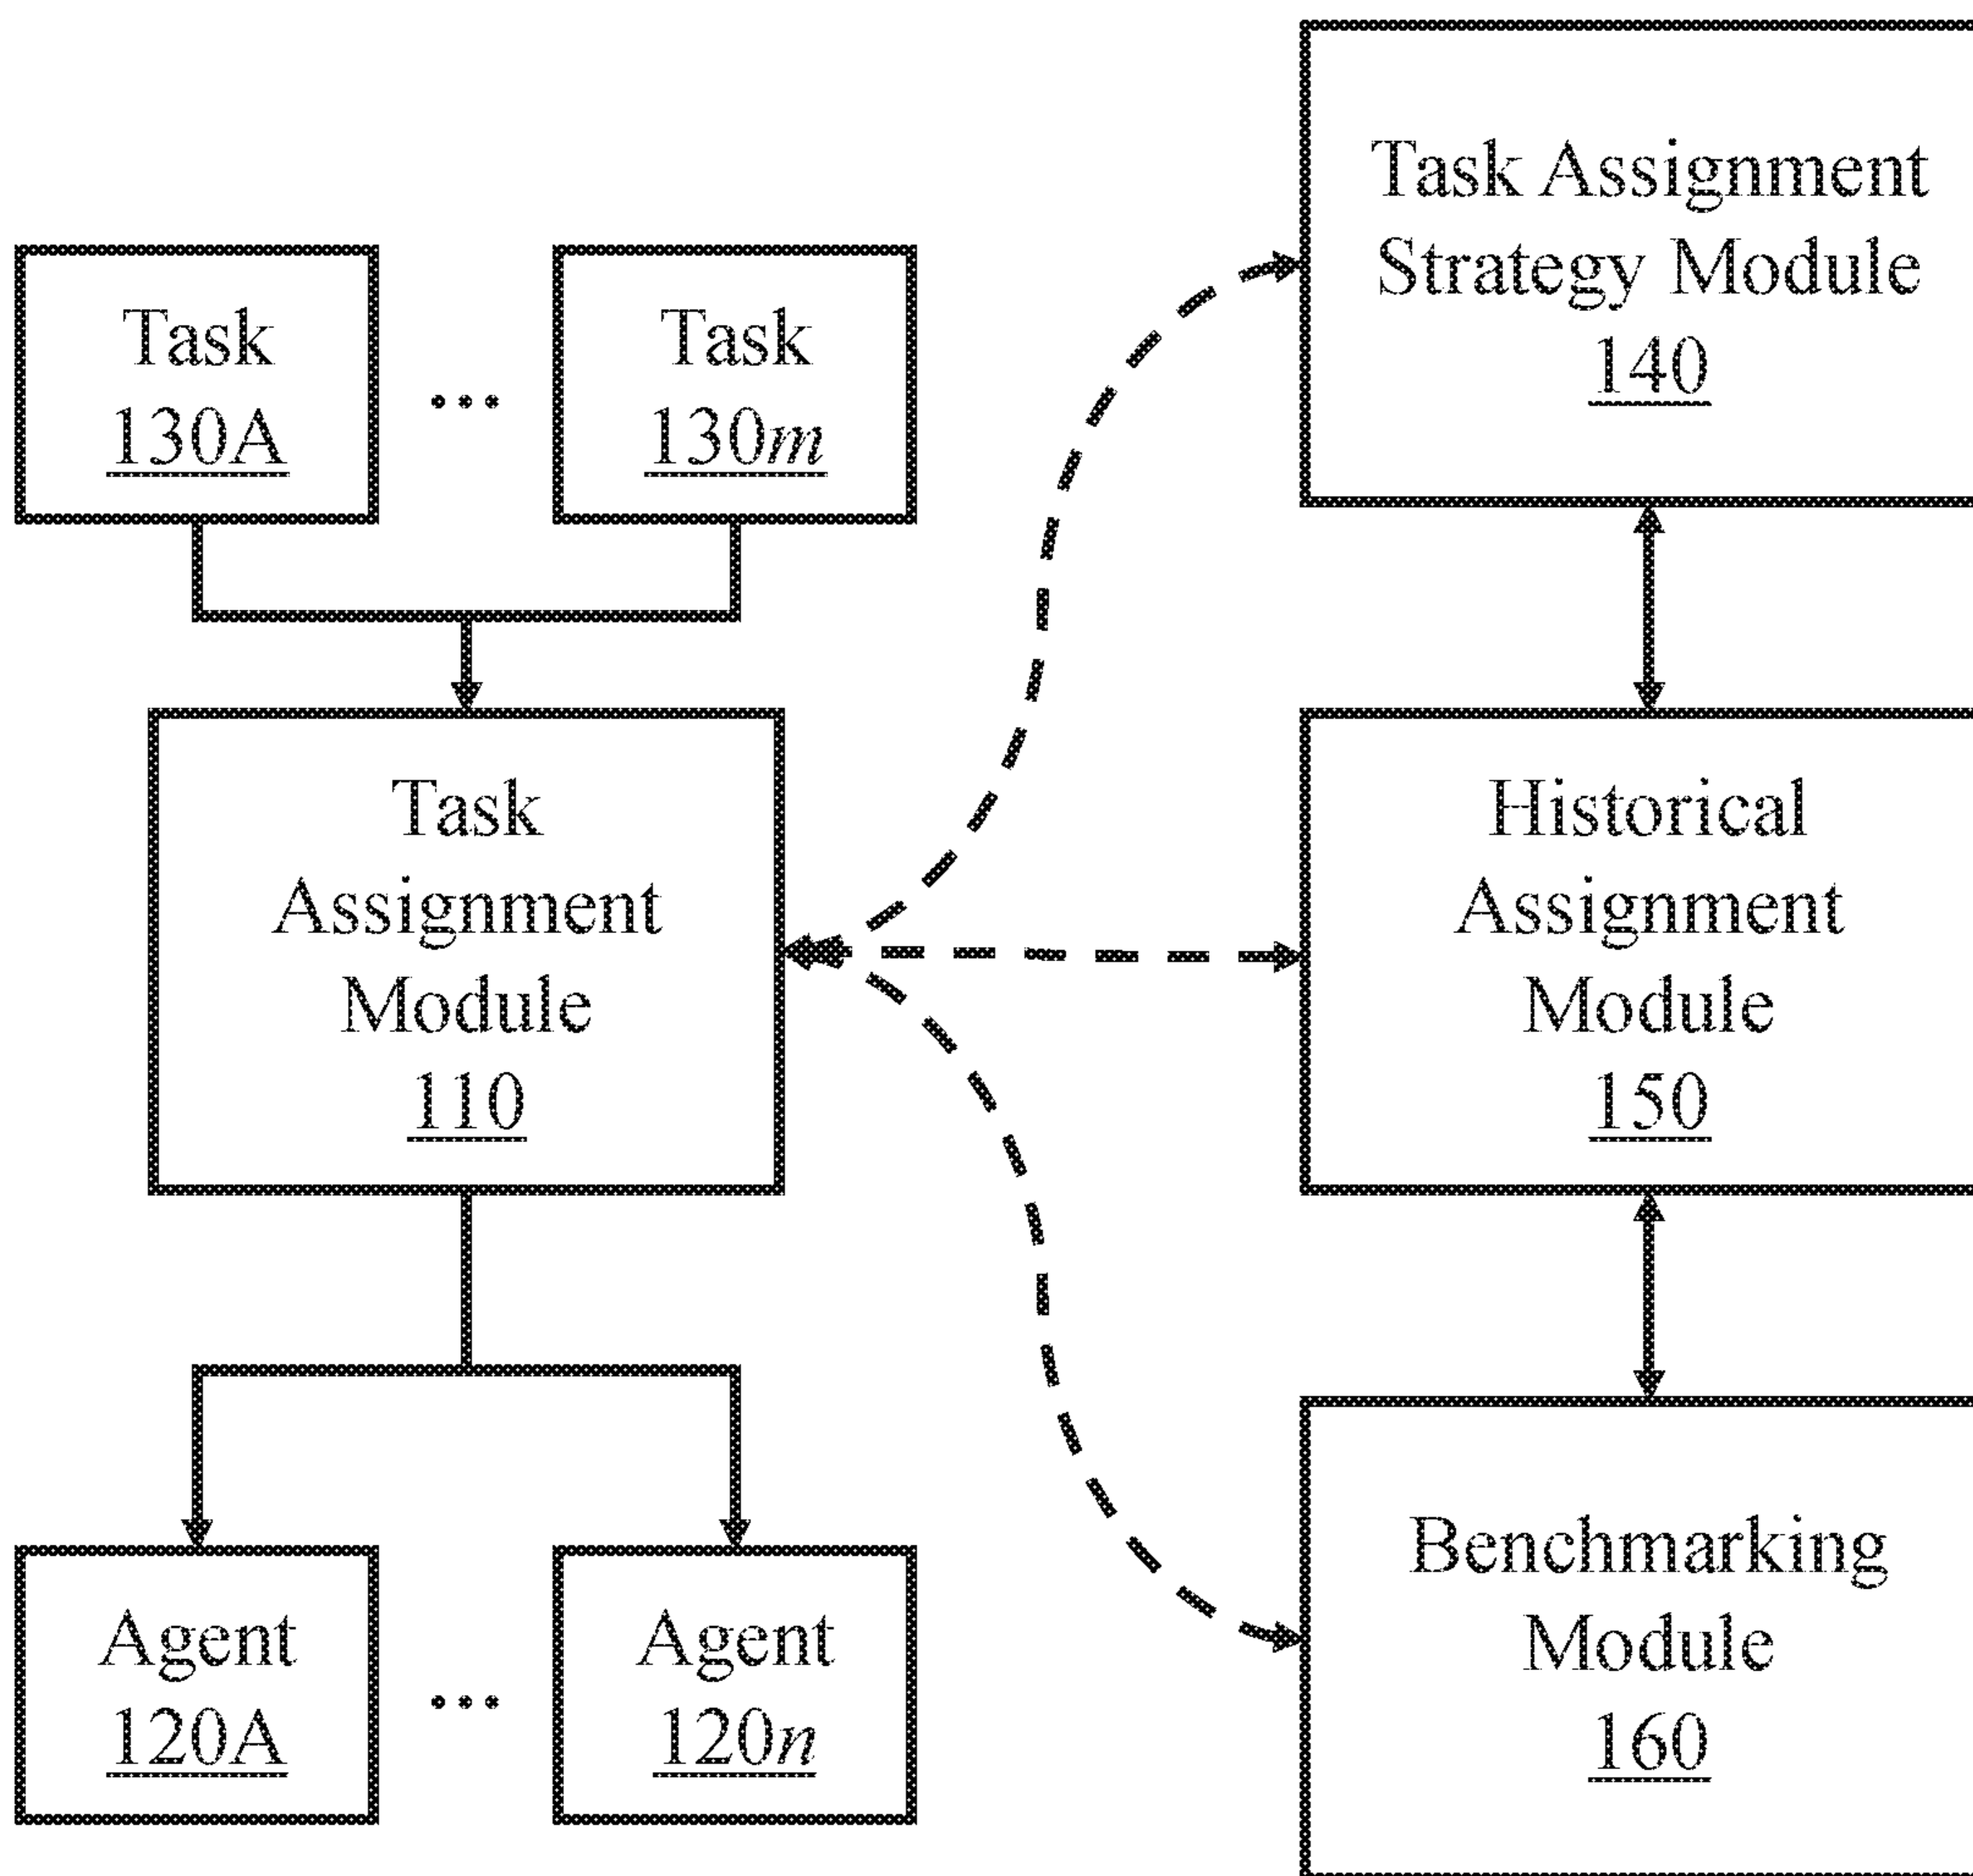 Task Assignment
Strategy Module
140
Task
130A
...
Task
130m
Task
Assignment
Module
110
Historical
Assignment
Module
150
Agent
120A
...
Agent
120n
Benchmarking
Module
160